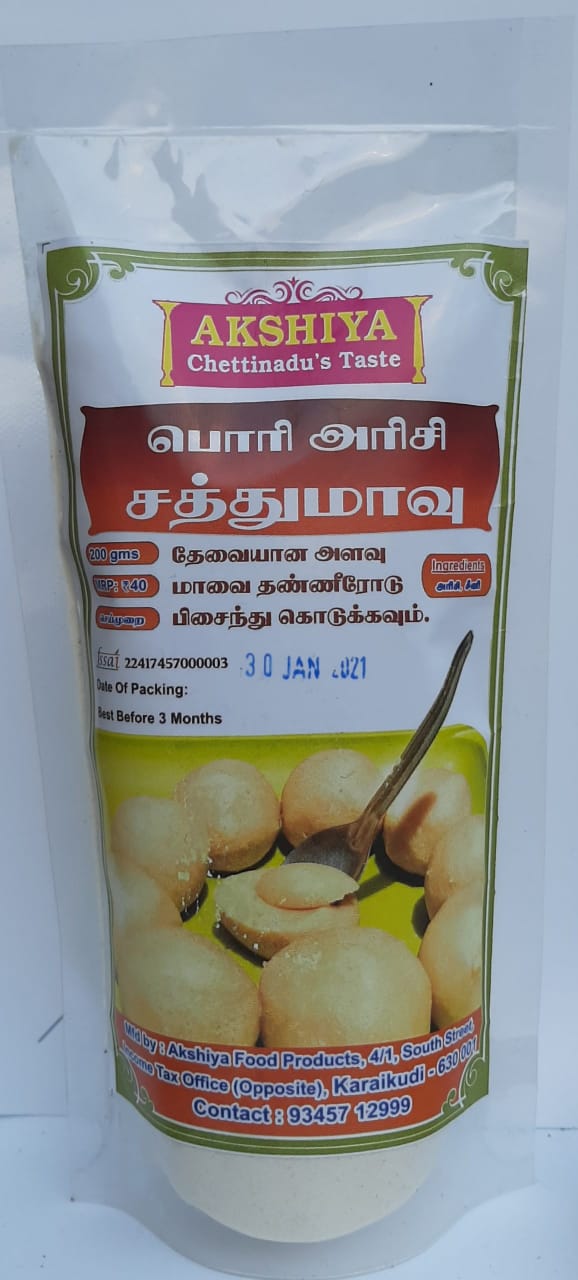 AKSHIYA
Chettinadu's Taste
பொரி அரிசி
சத்துமாவு
200 gms
MRP: ₹40
செய்முறை
தேவையான அளவு
மாவை தண்ணீரோடு
பிசைந்து கொடுக்கவும்.
Ingredients
அரிசி, சீனி
fssai 22417457000003
30 JAN 2021
Date Of Packing:
Best Before 3 Months
Mfd by : Akshiya Food Products, 4/1, South Street,
Income Tax Office (Opposite), Karaikudi - 630 001
Contact : 93457 12999